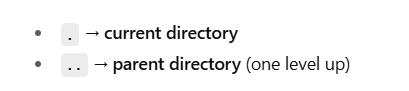 • . → current directory
• .. → parent directory (one level up)